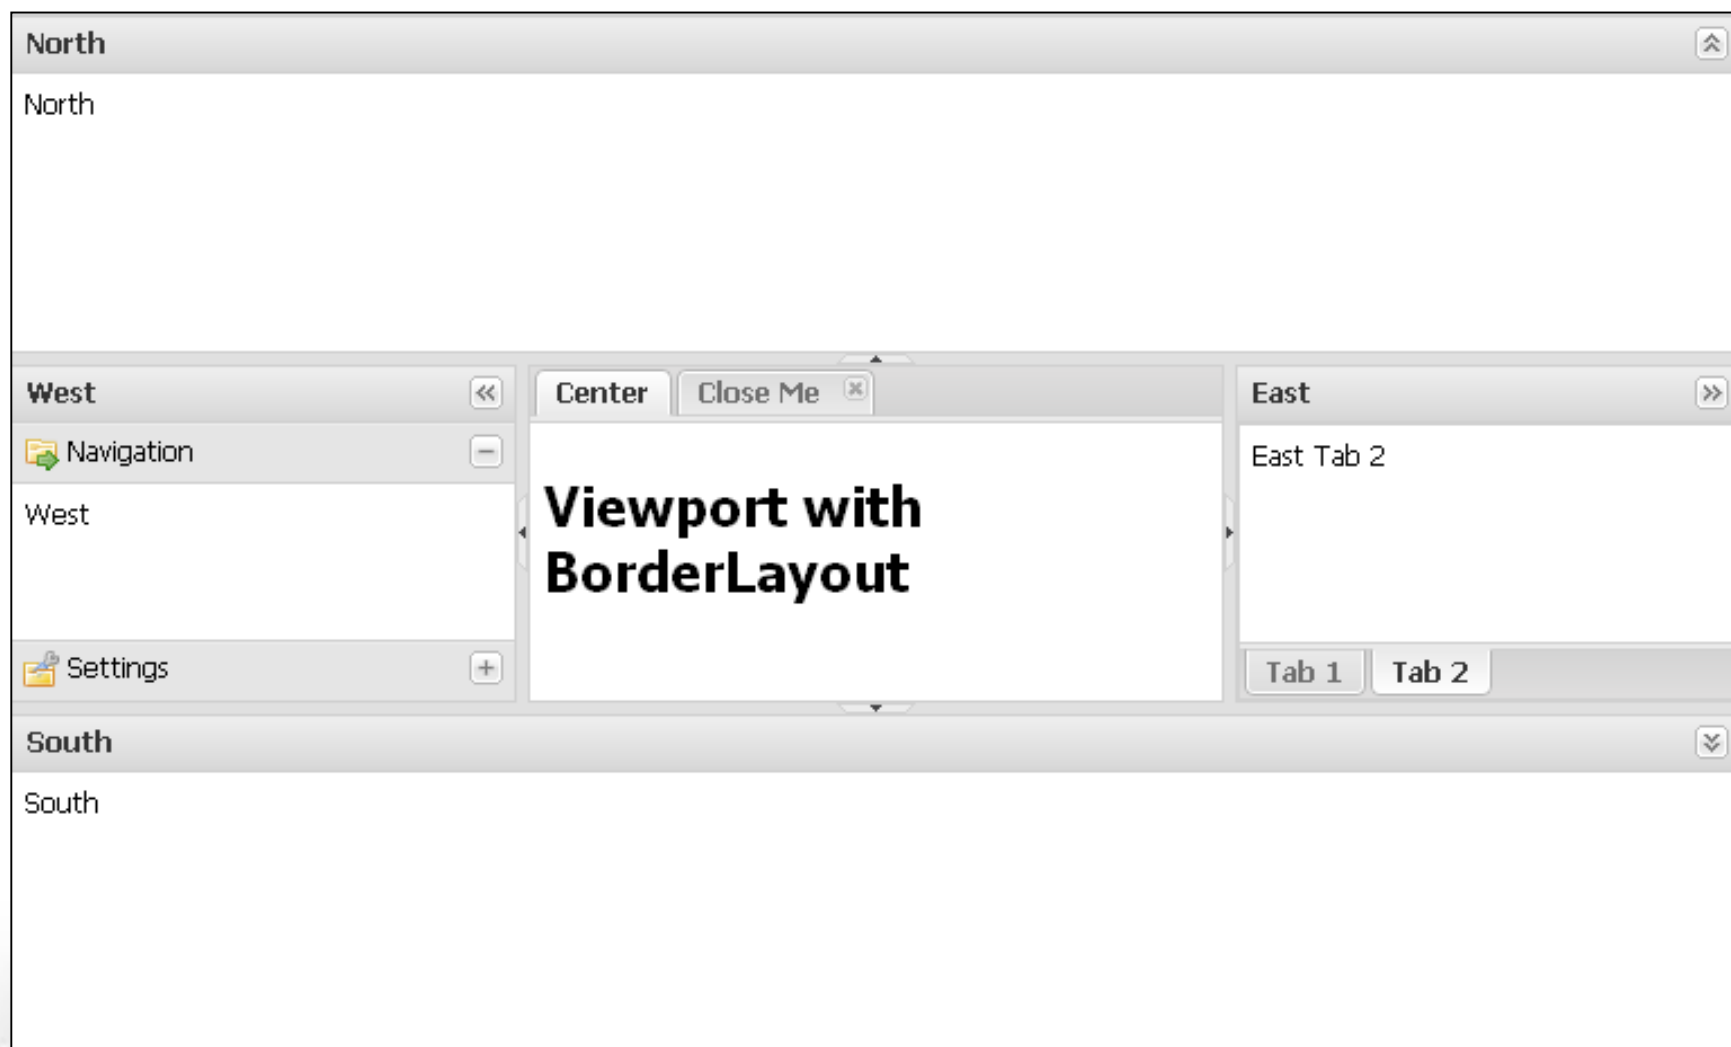 North
North
West
Navigation
West
Settings
Center Close Me
Viewport with
BorderLayout
East
East Tab 2
Tab 1 Tab 2
South
South